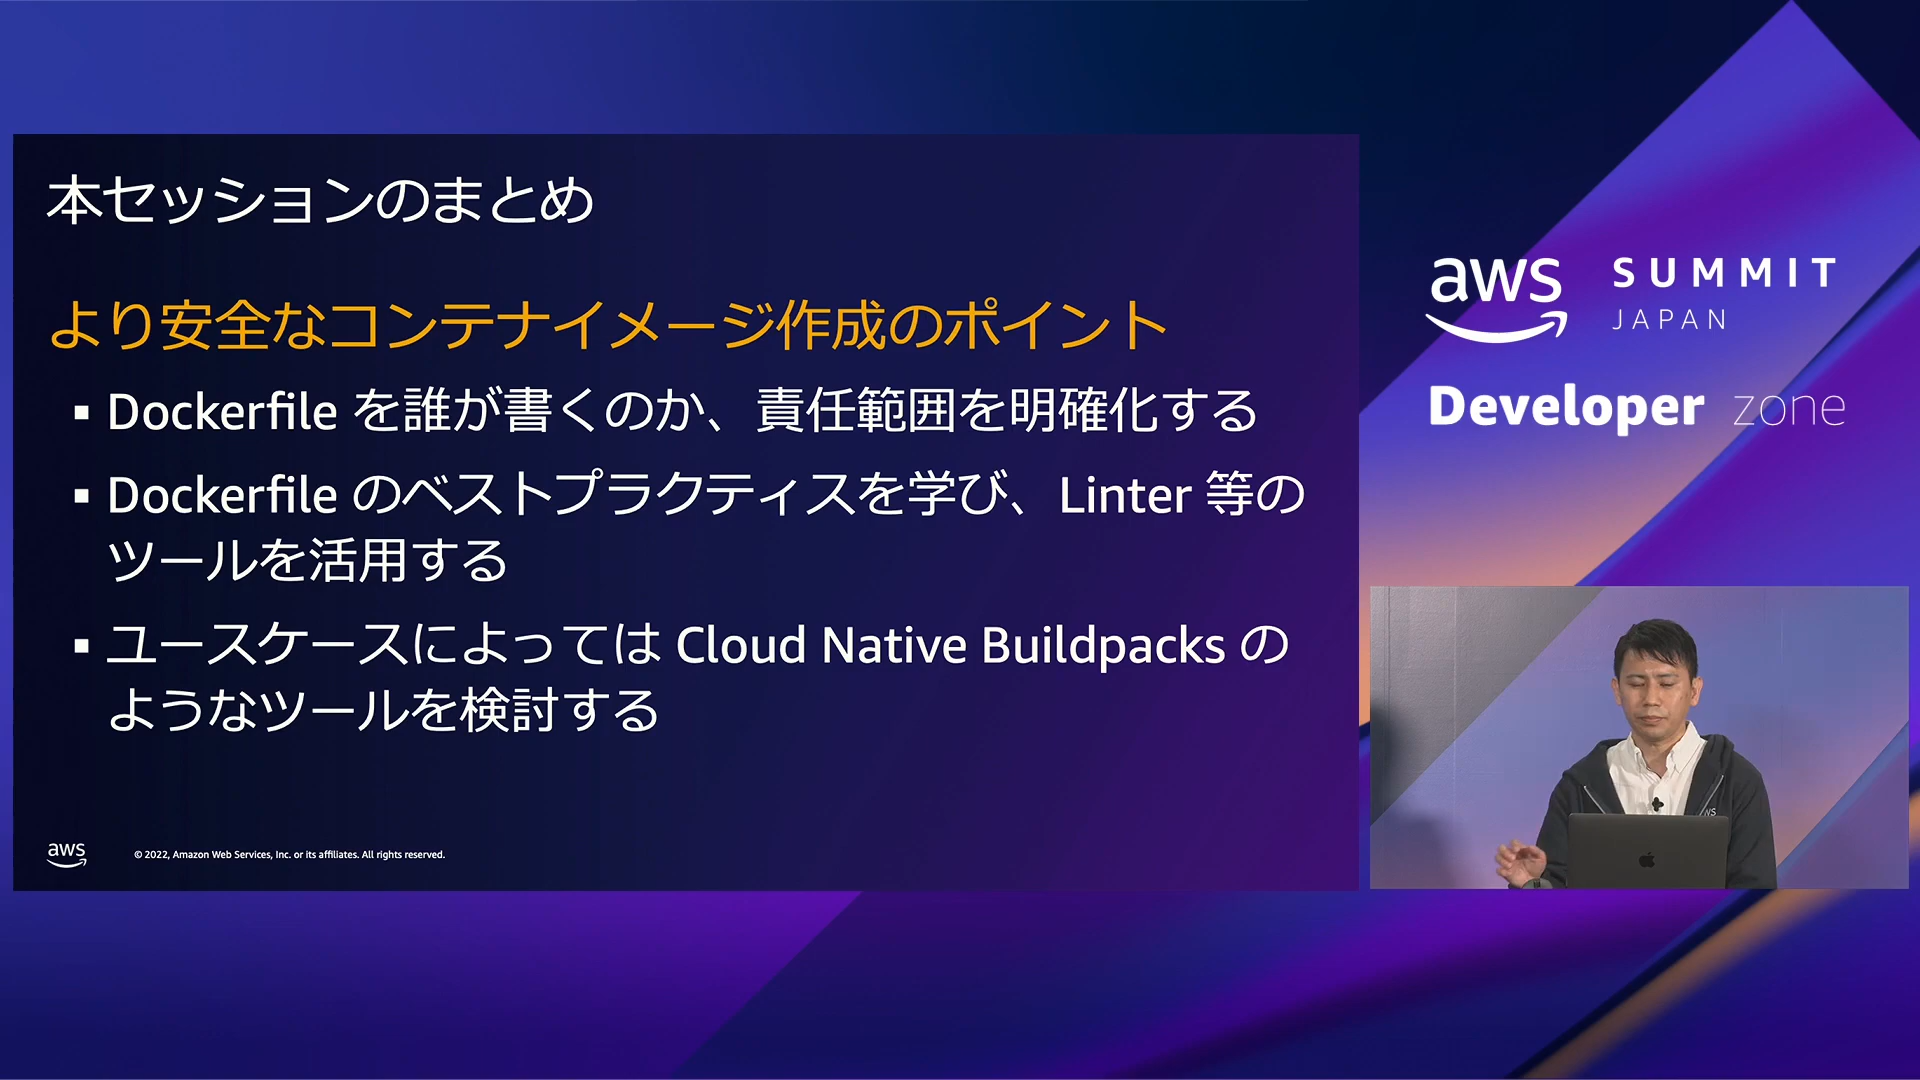 本セッションのまとめ
より安全なコンテナイメージ作成のポイント
▪ Dockerfile を誰が書くのか、責任範囲を明確化する
▪ Dockerfile のベストプラクティスを学び、Linter 等の
ツールを活用する
▪ ユースケースによっては Cloud Native Buildpacks の
ようなツールを検討する
aws
© 2022, Amazon Web Services, Inc. or its affiliates. All rights reserved.
aws SUMMIT
JAPAN
Developer zone